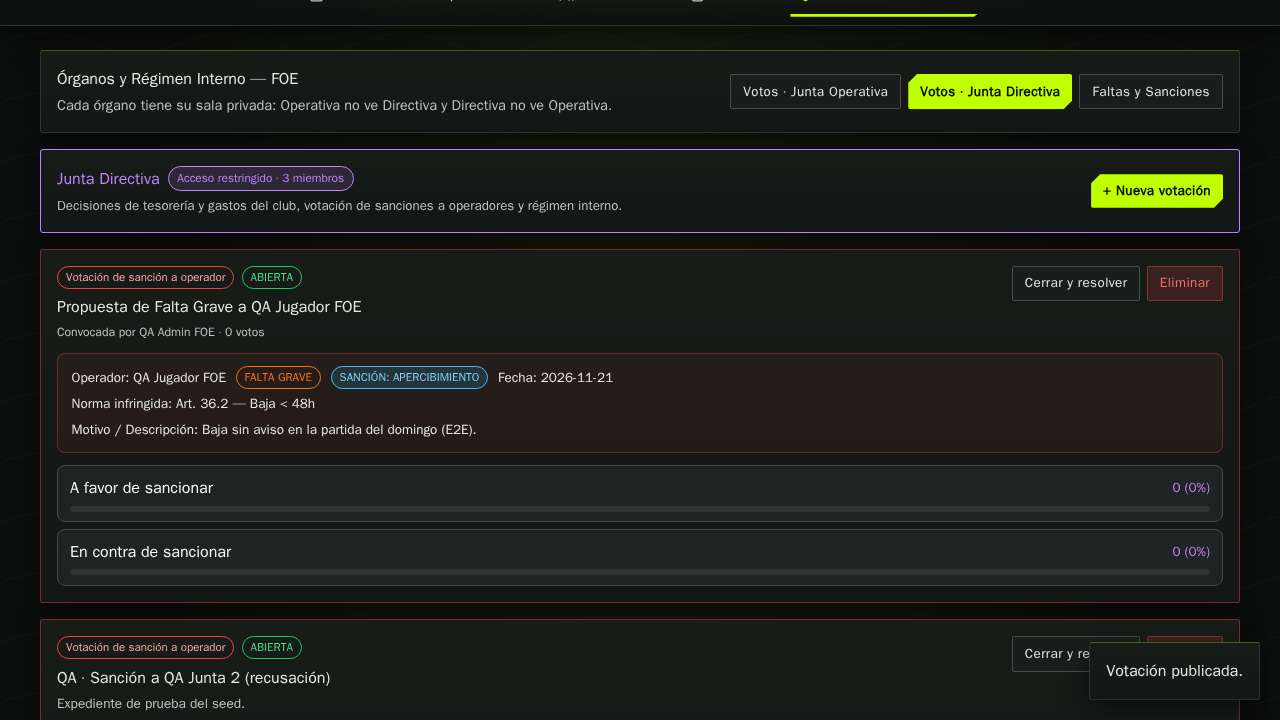 Órganos y Régimen Interno — FOE
Cada órgano tiene su sala privada: Operativa no ve Directiva y Directiva no ve Operativa.
Votos · Junta Operativa
Votos · Junta Directiva
Faltas y Sanciones
Junta Directiva
Acceso restringido · 3 miembros
Decisiones de tesorería y gastos del club, votación de sanciones a operadores y régimen interno.
+ Nueva votación
Votación de sanción a operador
ABIERTA
Cerrar y resolver
Eliminar
Propuesta de Falta Grave a QA Jugador FOE
Convocada por QA Admin FOE · 0 votos
Operador: QA Jugador FOE
FALTA GRAVE
SANCIÓN: APERCIBIMIENTO
Fecha: 2026-11-21
Norma infringida: Art. 36.2 — Baja < 48h
Motivo / Descripción: Baja sin aviso en la partida del domingo (E2E).
A favor de sancionar
0 (0%)
En contra de sancionar
0 (0%)
Votación de sanción a operador
ABIERTA
Cerrar y re
QA · Sanción a QA Junta 2 (recusación)
Expediente de prueba del seed.
Votación publicada.